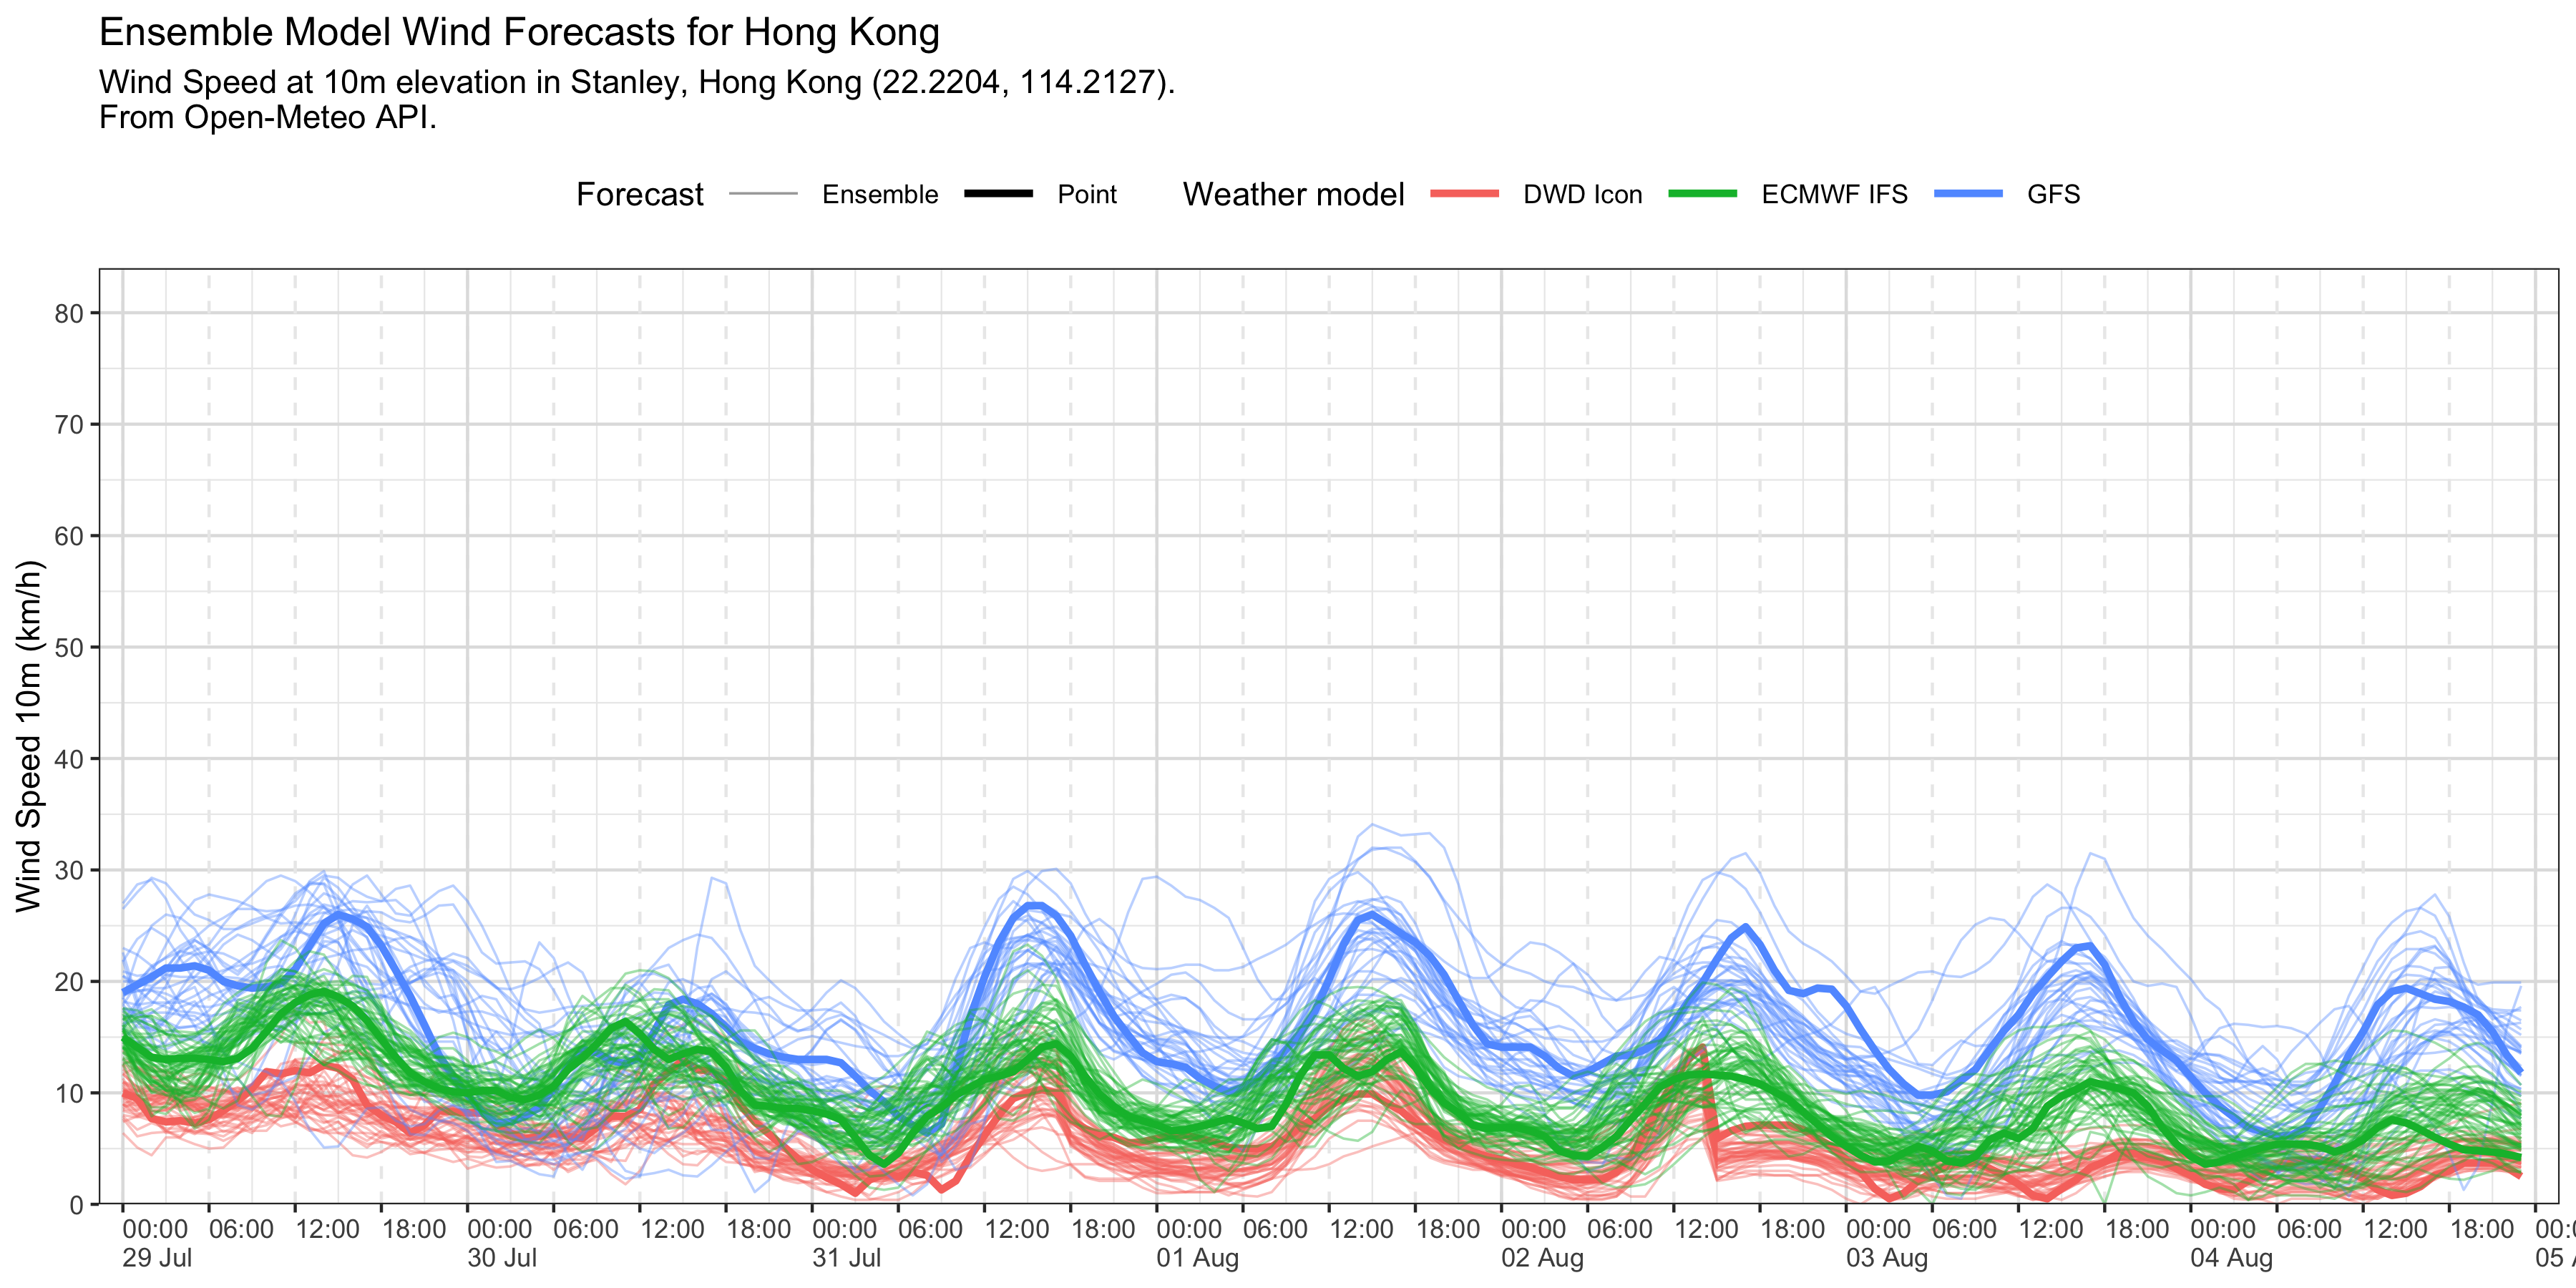 Ensemble Model Wind Forecasts for Hong Kong
Wind Speed at 10m elevation in Stanley, Hong Kong (22.2204, 114.2127).
From Open-Meteo API.
Forecast Ensemble Point Weather model DWD Icon ECMWF IFS GFS
Wind Speed 10m (km/h)
80
70
60
50
40
30
20
10
0
00:00 06:00 12:00 18:00 00:00 06:00 12:00 18:00 00:00 06:00 12:00 18:00 00:00 06:00 12:00 18:00 00:00 06:00 12:00 18:00 00:00 06:00 12:00 18:00 00:00 06:00 12:00 18:00
29 Jul 30 Jul 31 Jul 01 Aug 02 Aug 03 Aug 04 Aug 05